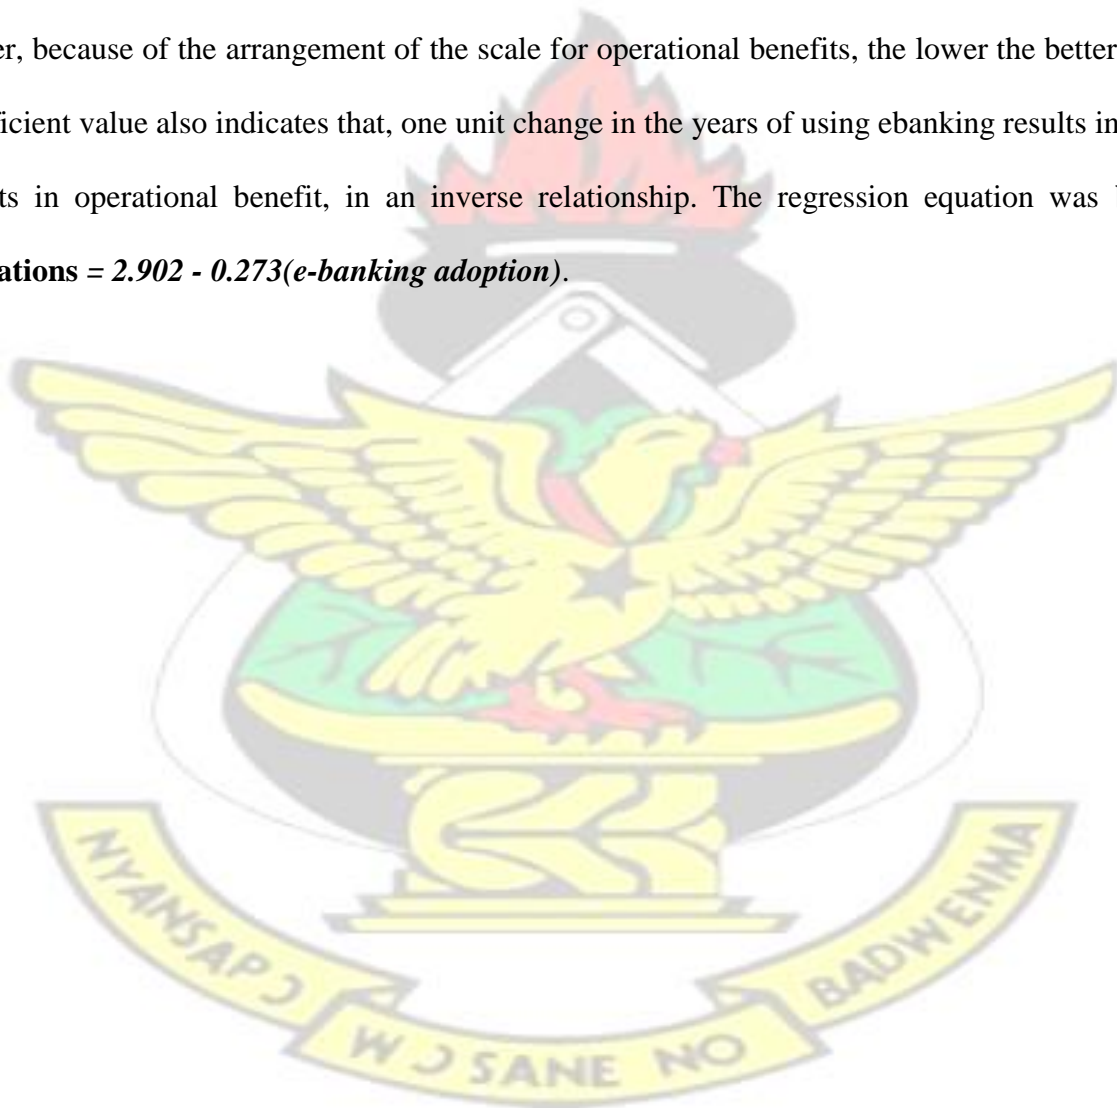 er, because of the arrangement of the scale for operational benefits, the lower the better
ficient value also indicates that, one unit change in the years of using ebanking results in
ts in operational benefit, in an inverse relationship. The regression equation was
ations = 2.902 - 0.273(e-banking adoption).
NYANSAPƆ WƆ SANE NO BADWENMA